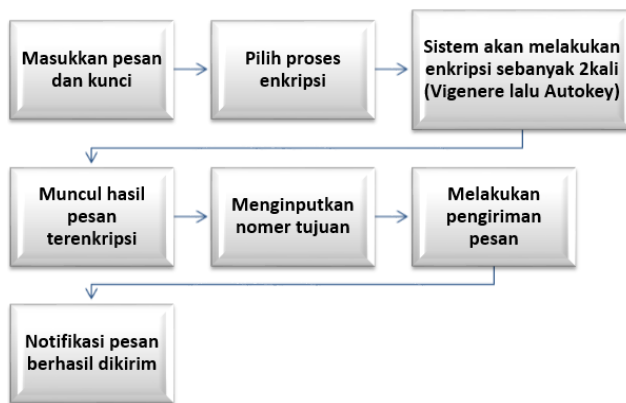 Masukkan pesan
dan kunci
Pilih proses
enkripsi
Sistem akan melakukan
enkripsi sebanyak 2kali
(Vigenere lalu Autokey)
Muncul hasil
pesan
terenkripsi
Menginputkan
nomer tujuan
Melakukan
pengiriman
pesan
Notifikasi pesan
berhasil dikirim